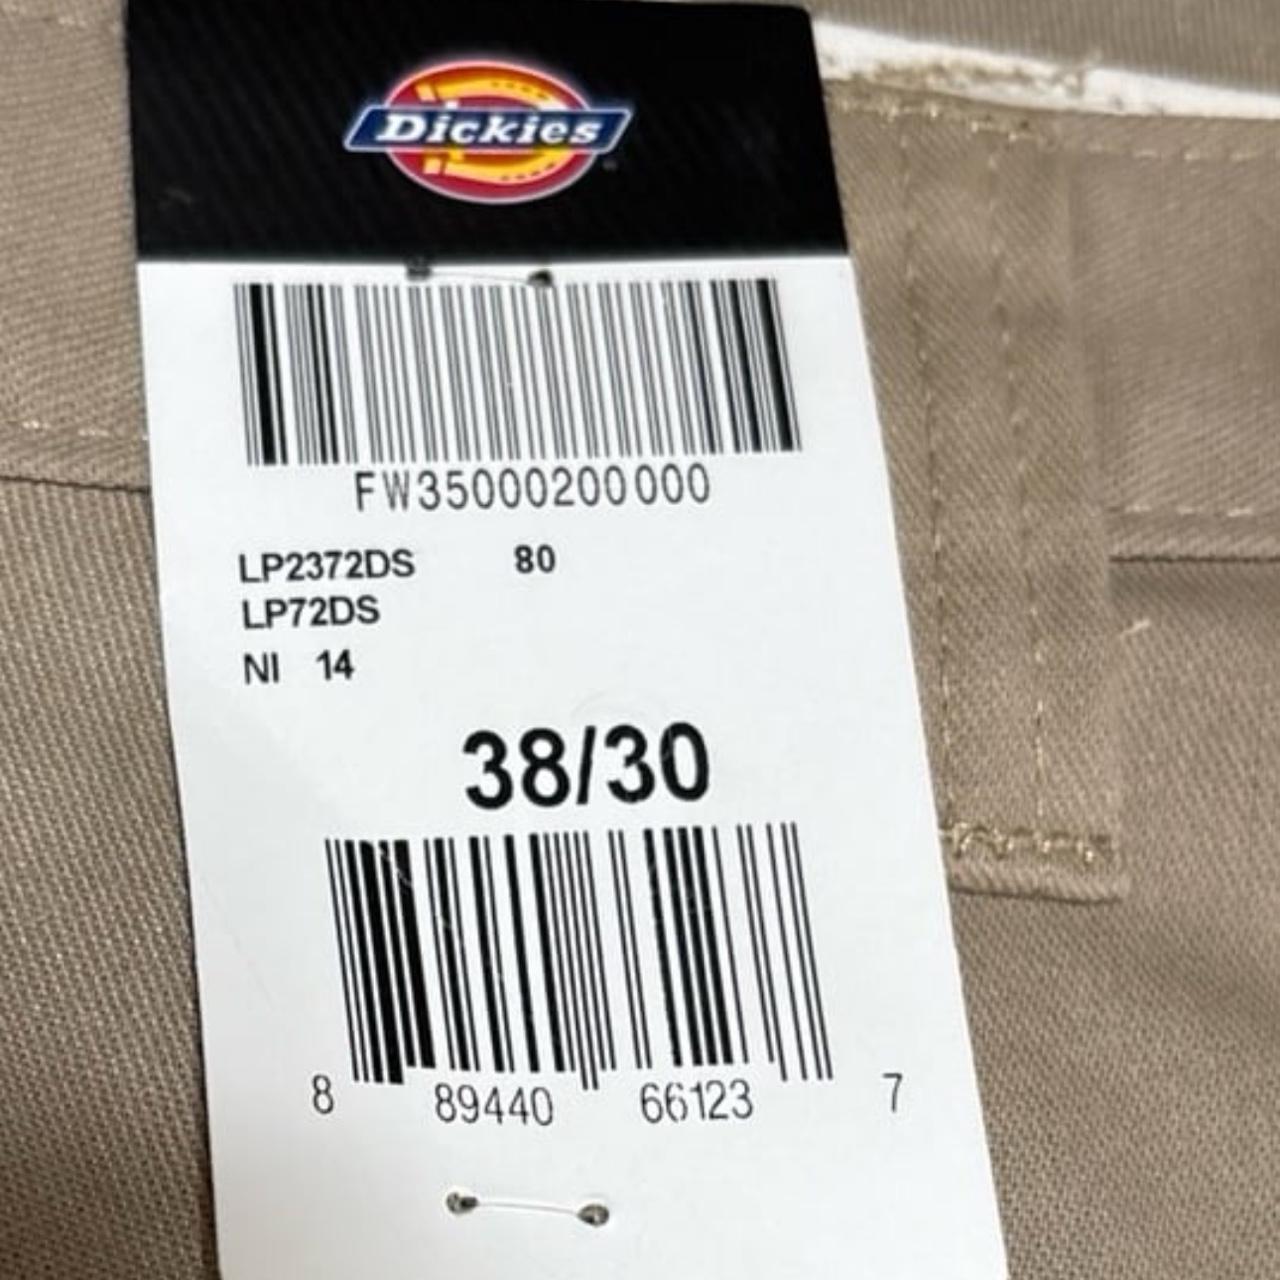 Dickies
FW35000200000
LP2372DS 80
LP72DS
NI 14
38/30
8 89440 66123 7